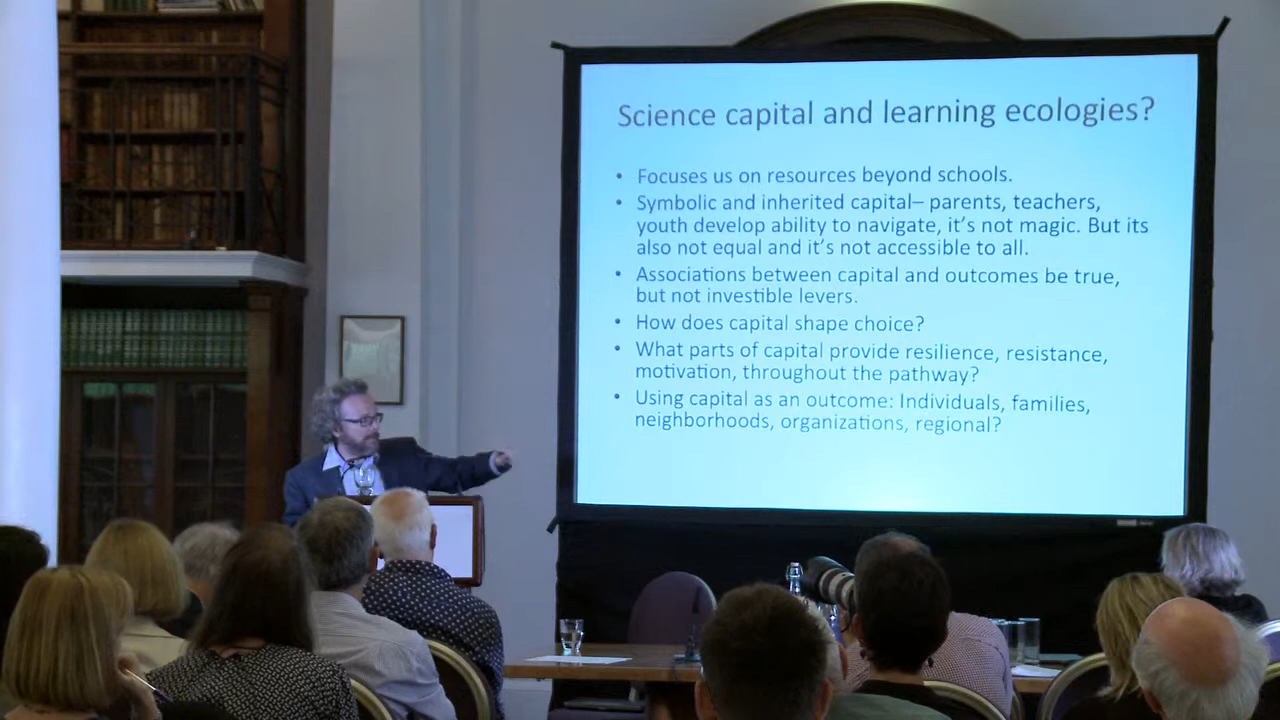 Science capital and learning ecologies?
• Focuses us on resources beyond schools.
• Symbolic and inherited capital– parents, teachers,
youth develop ability to navigate, it's not magic. But its
also not equal and it's not accessible to all.
• Associations between capital and outcomes be true,
but not investible levers.
• How does capital shape choice?
• What parts of capital provide resilience, resistance,
motivation, throughout the pathway?
• Using capital as an outcome: Individuals, families,
neighborhoods, organizations, regional?